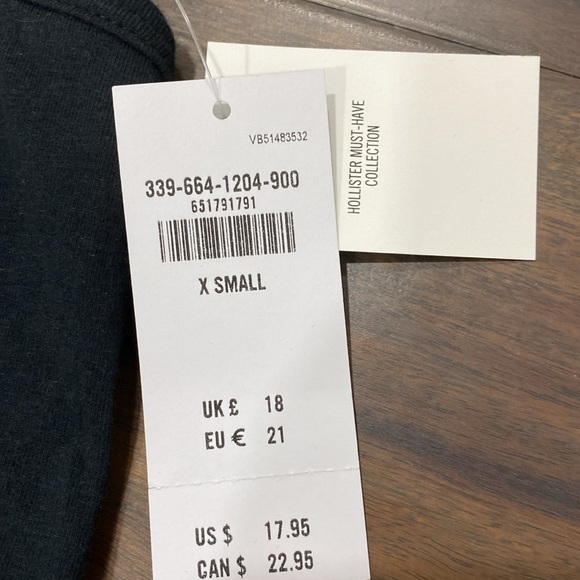 VB51483532
339-664-1204-900
651791791
X SMALL
UK £ 18
EU € 21
US $ 17.95
CAN $ 22.95
HOLLISTER MUST-HAVE
COLLECTION